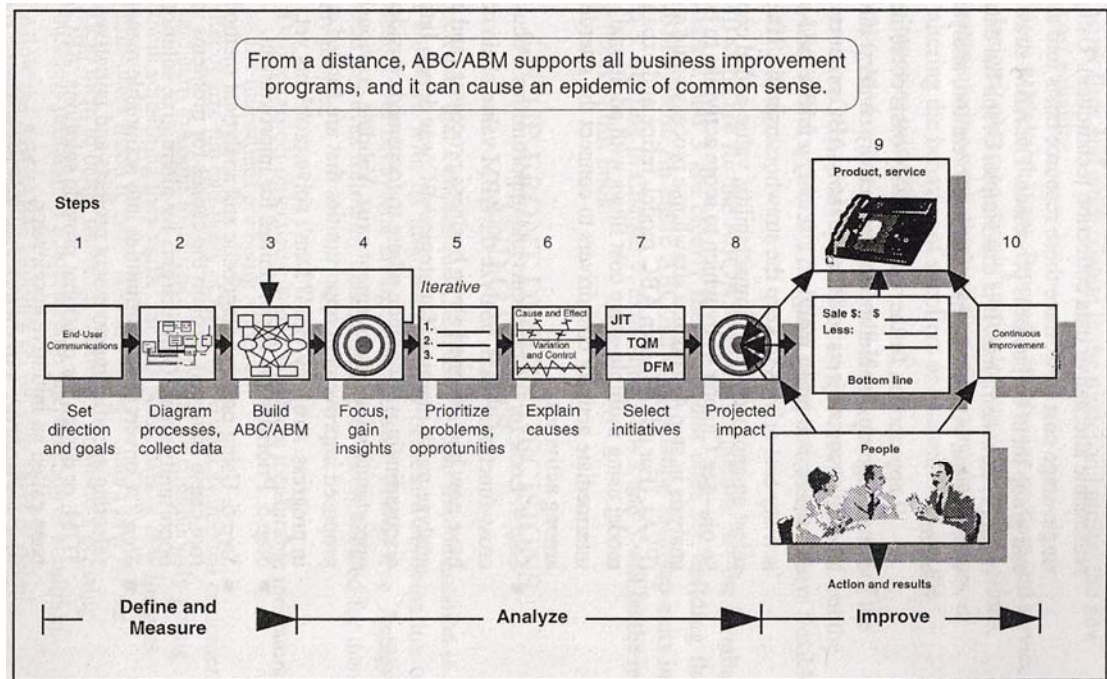 From a distance, ABC/ABM supports all business improvement
programs, and it can cause an epidemic of common sense.
Steps
1
2
3
4
5
6
7
8
9
10
Iterative
End-User
Communications
1.
2.
3.
Cause and Effect
Variation
and Control
JIT
TQM
DFM
Product, service
Sale $: $
Less:
Bottom line
Continuous
improvement
People
Action and results
Set
direction
and goals
Diagram
processes,
collect data
Build
ABC/ABM
Focus,
gain
insights
Prioritize
problems,
opprotunities
Explain
causes
Select
initiatives
Projected
impact
Define and
Measure
Analyze
Improve